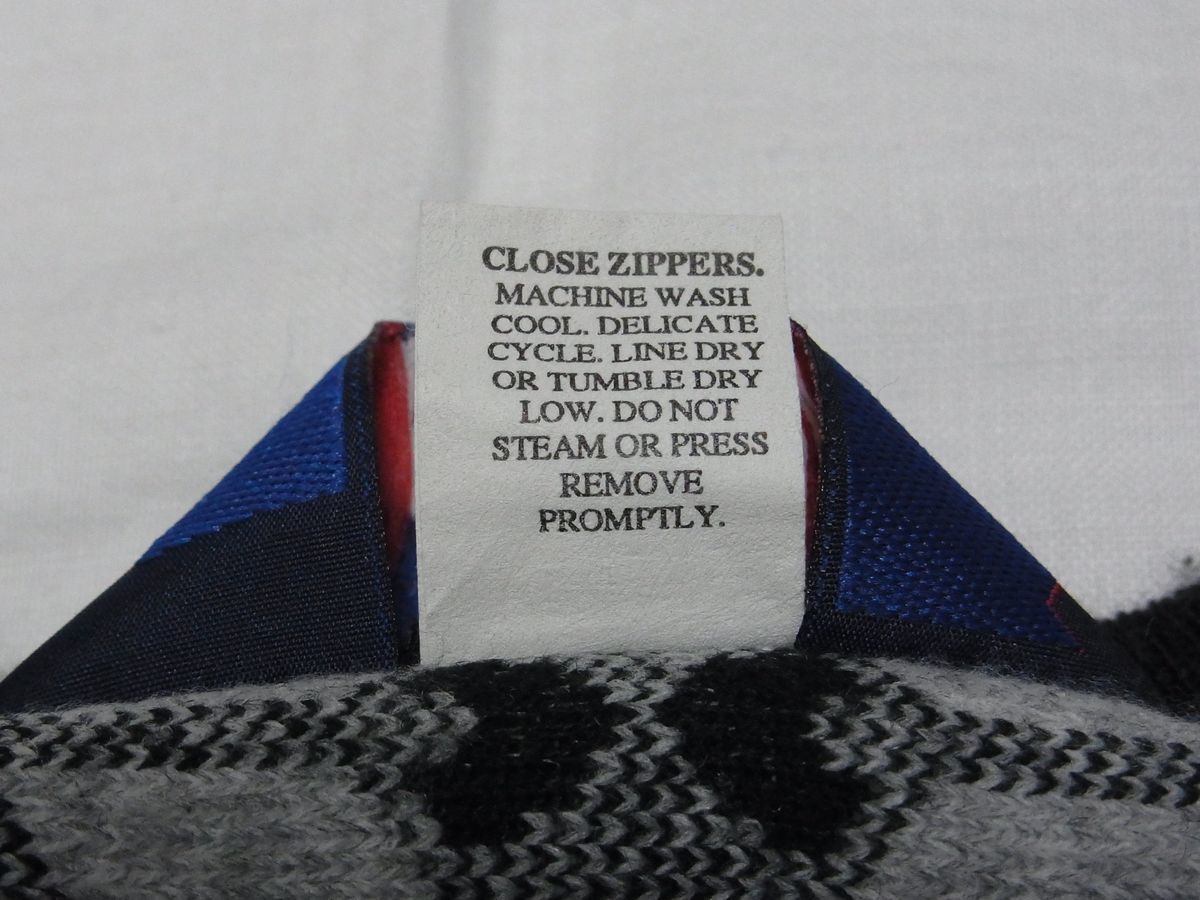 CLOSE ZIPPERS.
MACHINE WASH
COOL. DELICATE
CYCLE. LINE DRY
OR TUMBLE DRY
LOW. DO NOT
STEAM OR PRESS
REMOVE
PROMPTLY.